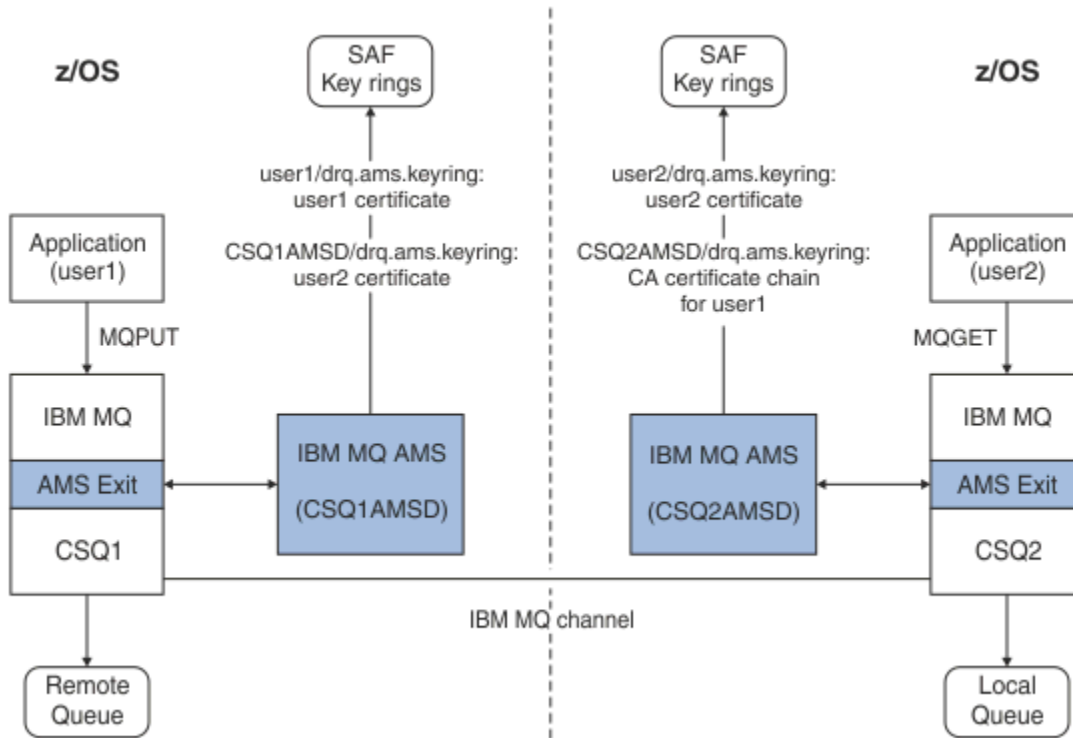 z/OS
SAF
Key rings
SAF
Key rings
z/OS
user1/drq.ams.keyring:
user1 certificate
CSQ1AMSD/drq.ams.keyring:
user2 certificate
user2/drq.ams.keyring:
user2 certificate
CSQ2AMSD/drq.ams.keyring:
CA certificate chain
for user1
Application
(user1)
MQPUT
IBM MQ
AMS Exit
CSQ1
IBM MQ AMS
(CSQ1AMSD)
IBM MQ AMS
(CSQ2AMSD)
Application
(user2)
MQGET
IBM MQ
AMS Exit
CSQ2
IBM MQ channel
Remote
Queue
Local
Queue